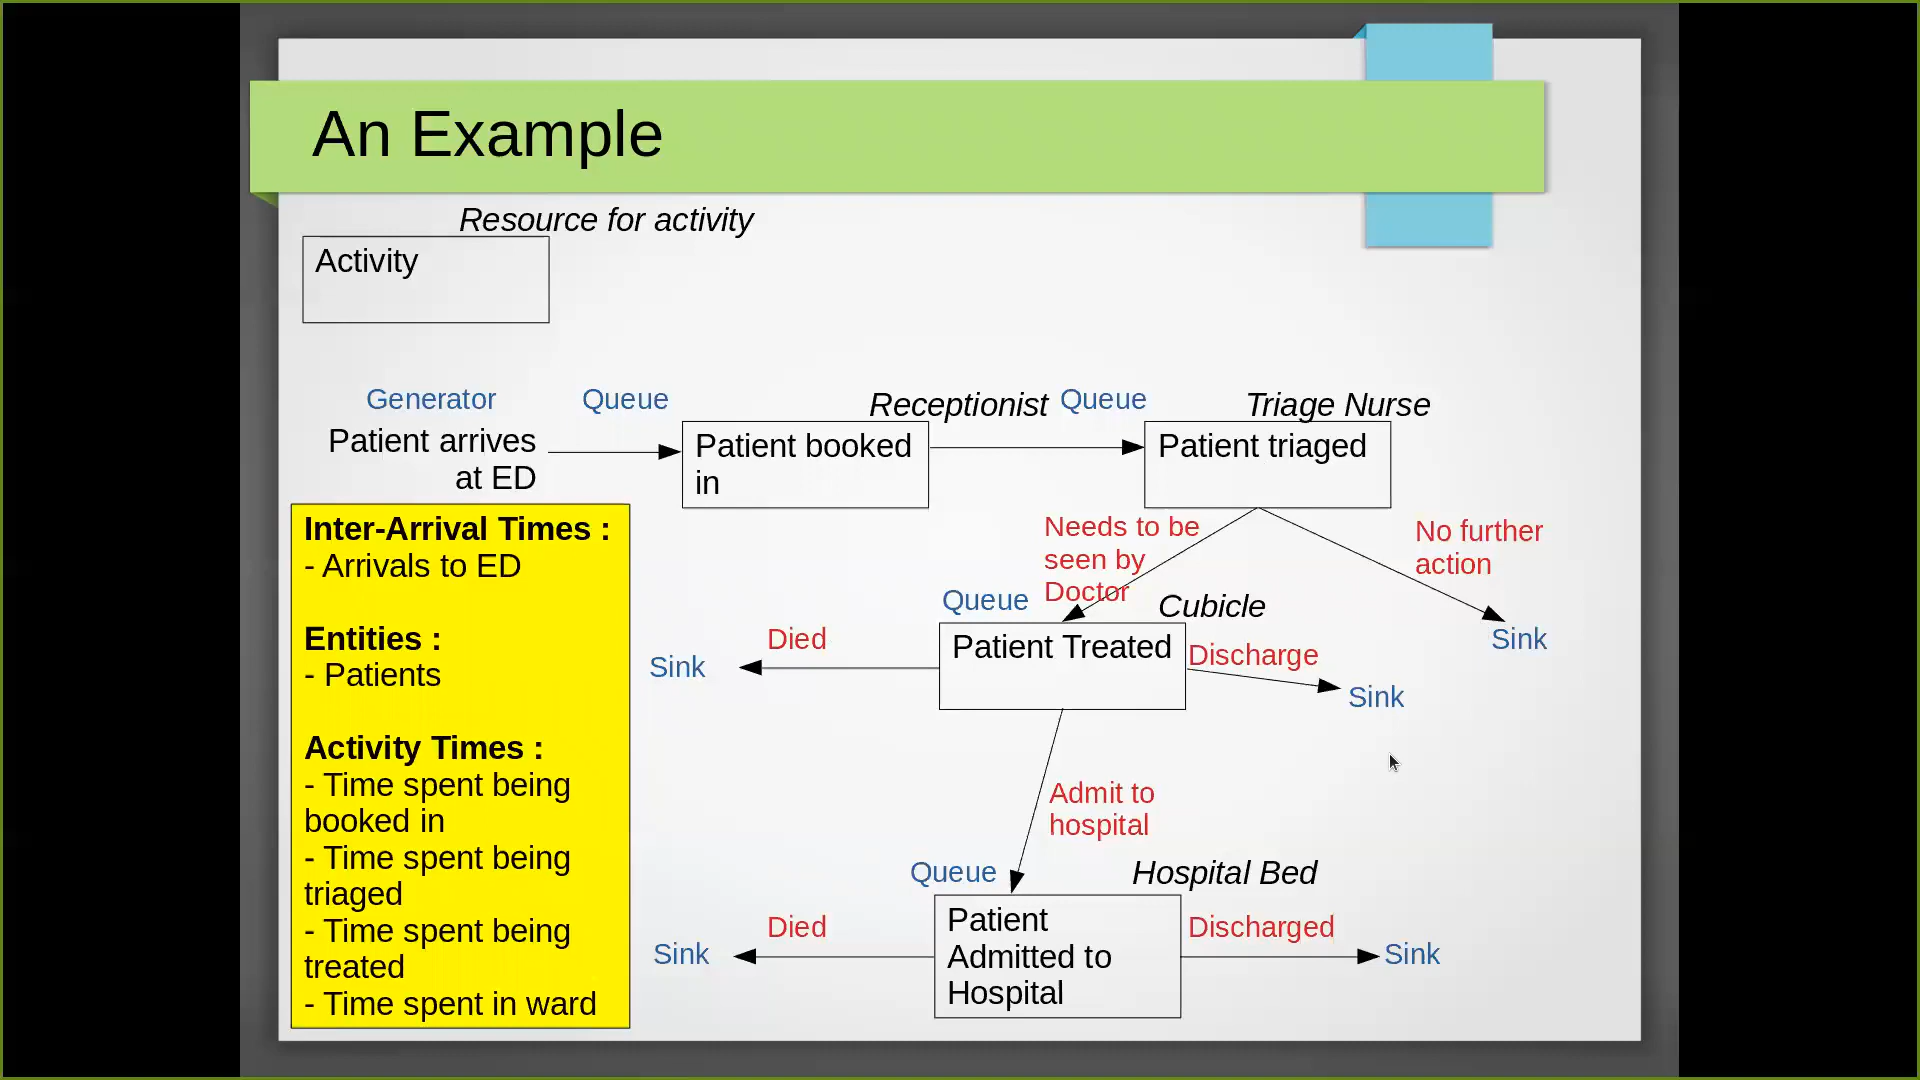 An Example
Resource for activity
Activity
Generator
Queue
Receptionist
Queue
Triage Nurse
Patient arrives
at ED
Patient booked
in
Patient triaged
Inter-Arrival Times :
- Arrivals to ED
Entities :
- Patients
Activity Times :
- Time spent being
booked in
- Time spent being
triaged
- Time spent being
treated
- Time spent in ward
Needs to be
seen by
Doctor
No further
action
Sink
Queue
Cubicle
Patient Treated
Died
Sink
Discharge
Sink
Admit to
hospital
Queue
Hospital Bed
Patient
Admitted to
Hospital
Died
Sink
Discharged
Sink